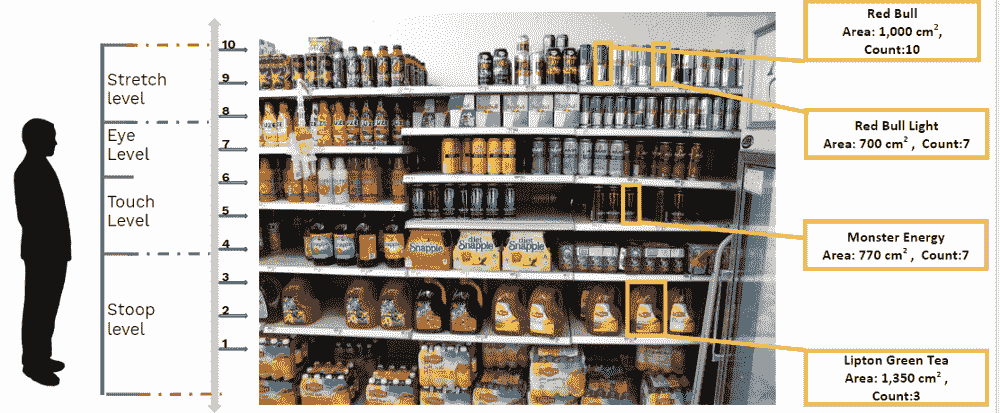 Stretch
level
Eye
Level
Touch
Level
Stoop
level
10
9
8
7
6
5
4
3
2
1
Snapple
diet
Snapple
diet
Snapple
Red Bull
Area: 1,000 cm²,
Count:10
Red Bull Light
Area: 700 cm² , Count:7
Monster Energy
Area: 770 cm² , Count:7
Lipton Green Tea
Area: 1,350 cm² ,
Count:3